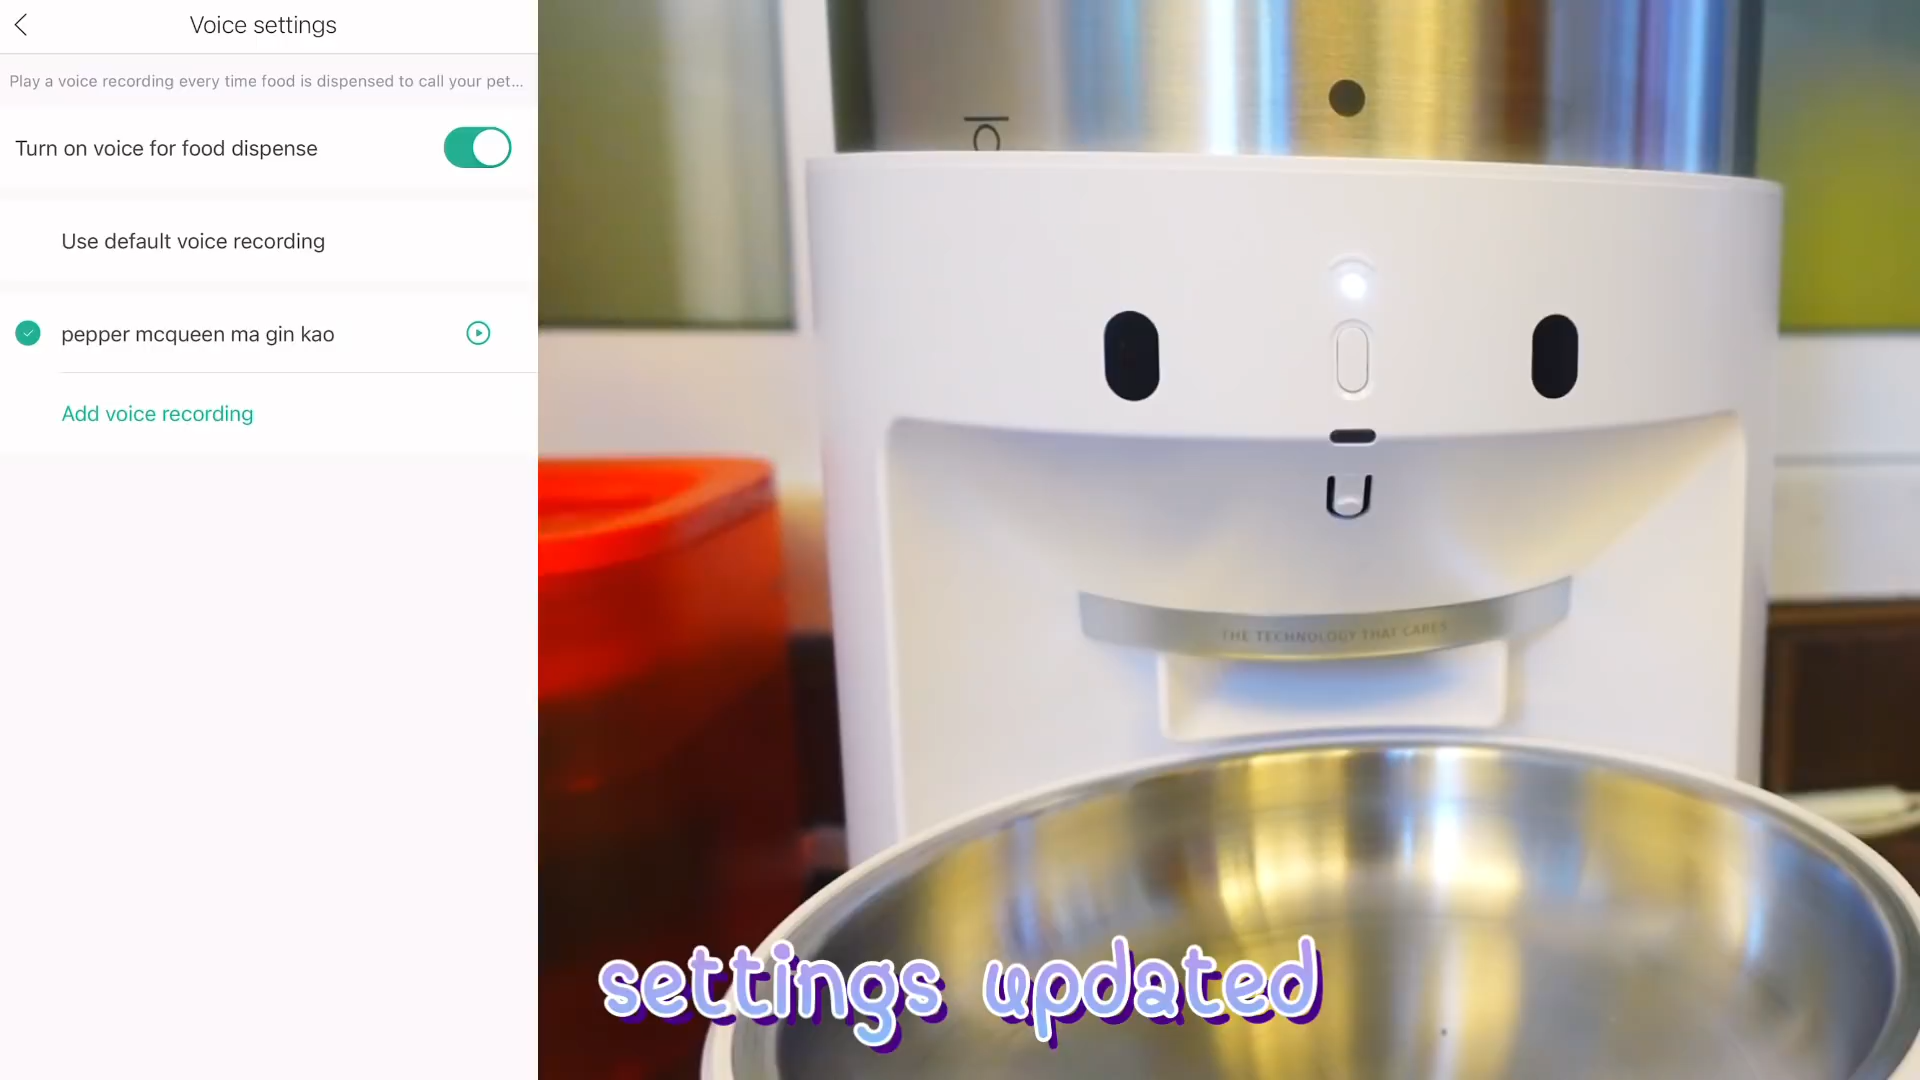 Voice settings
Play a voice recording every time food is dispensed to call your pet...
Turn on voice for food dispense
Use default voice recording
pepper mcqueen ma gin kao
Add voice recording
THE TECHNOLOGY THAT CARES
settings updated